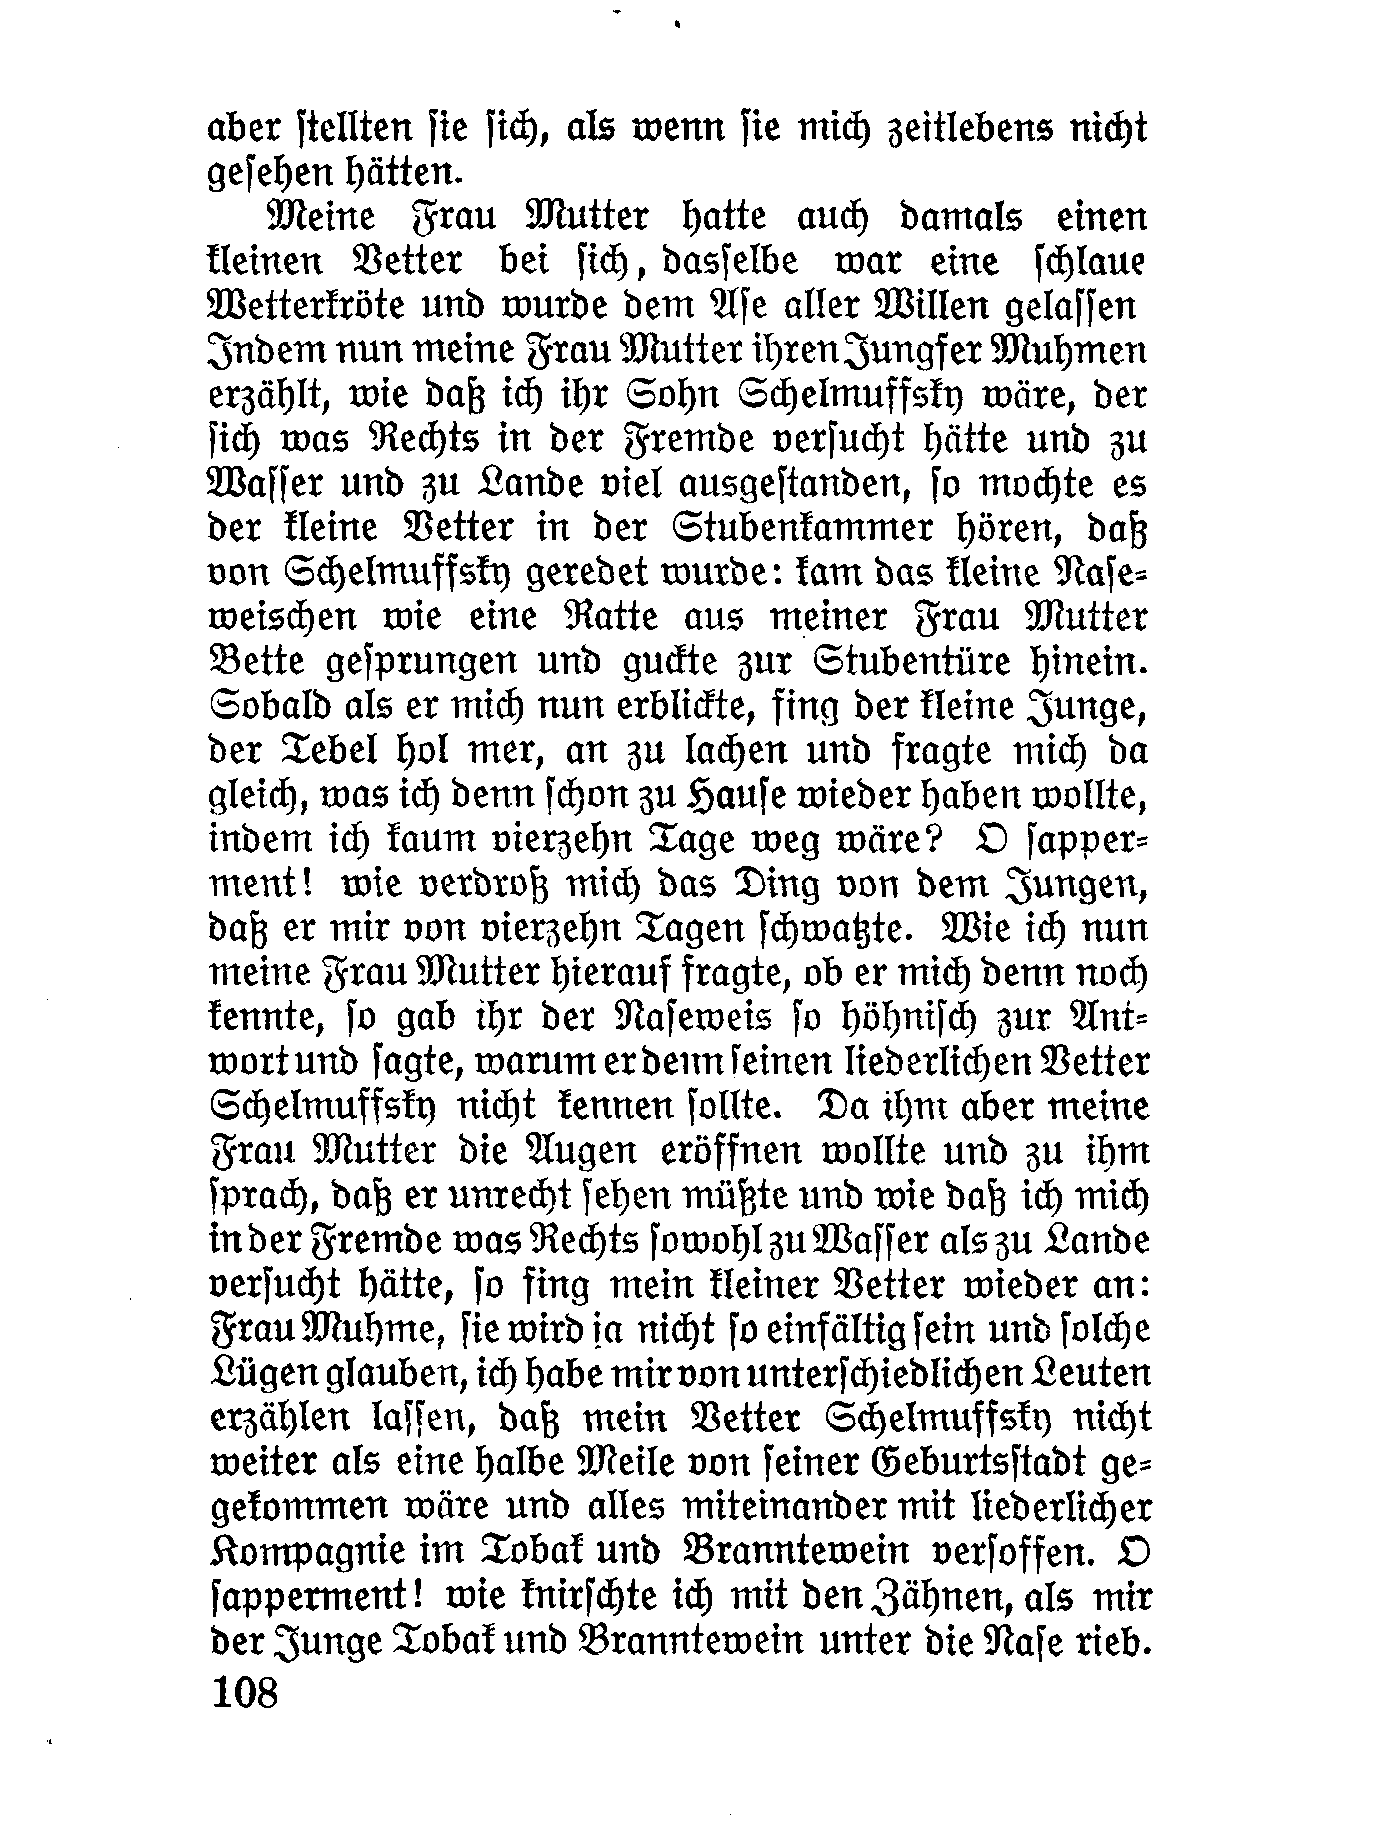 aber ſtellten ſie ſich, als wenn ſie mich zeitlebens nicht
geſehen hätten.
Meine Frau Mutter hatte auch damals einen
kleinen Vetter bei ſich, dasſelbe war eine ſchlaue
Wetterkröte und wurde dem Aſe aller Willen gelaſſen
Indem nun meine Frau Mutter ihren Jungfer Muhmen
erzählt, wie daß ich ihr Sohn Schelmuffsky wäre, der
ſich was Rechts in der Fremde verſucht hätte und zu
Waſſer und zu Lande viel ausgeſtanden, ſo mochte es
der kleine Vetter in der Stubenkammer hören, daß
von Schelmuffsky geredet wurde: kam das kleine Naſe-
weischen wie eine Ratte aus meiner Frau Mutter
Bette geſprungen und guckte zur Stubentüre hinein.
Sobald als er mich nun erblickte, fing der kleine Junge,
der Tebel hol mer, an zu lachen und fragte mich da
gleich, was ich denn ſchon zu Hauſe wieder haben wollte,
indem ich kaum vierzehn Tage weg wäre? O ſapper-
ment! wie verdroß mich das Ding von dem Jungen,
daß er mir von vierzehn Tagen ſchwatzte. Wie ich nun
meine Frau Mutter hierauf fragte, ob er mich denn noch
kennte, ſo gab ihr der Naſeweis ſo höhniſch zur Ant-
wort und ſagte, warum er denn ſeinen liederlichen Vetter
Schelmuffsky nicht kennen ſollte. Da ihm aber meine
Frau Mutter die Augen eröffnen wollte und zu ihm
ſprach, daß er unrecht ſehen müßte und wie daß ich mich
in der Fremde was Rechts ſowohl zu Waſſer als zu Lande
verſucht hätte, ſo fing mein kleiner Vetter wieder an:
Frau Muhme, ſie wird ja nicht ſo einfältig ſein und ſolche
Lügen glauben, ich habe mir von unterſchiedlichen Leuten
erzählen laſſen, daß mein Vetter Schelmuffsky nicht
weiter als eine halbe Meile von ſeiner Geburtsſtadt ge-
gekommen wäre und alles miteinander mit liederlicher
Kompagnie im Tobak und Branntewein verſoffen. O
ſapperment! wie knirſchte ich mit den Zähnen, als mir
der Junge Tobak und Branntewein unter die Naſe rieb.
108